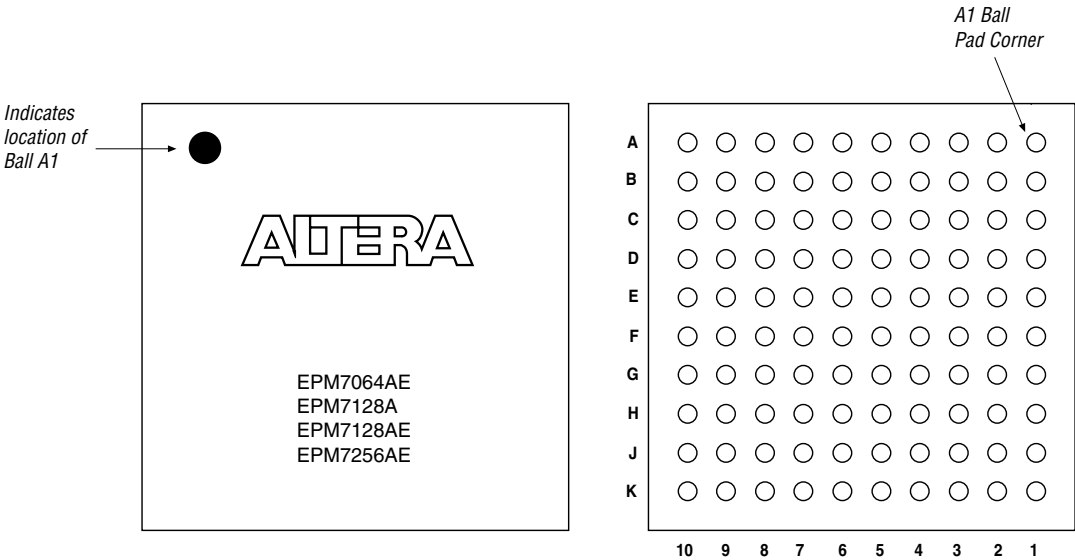 A1 Ball
Pad Corner
Indicates
location of
Ball A1
ALTERA
EPM7064AE
EPM7128A
EPM7128AE
EPM7256AE
A
B
C
D
E
F
G
H
J
K
10 9 8 7 6 5 4 3 2 1